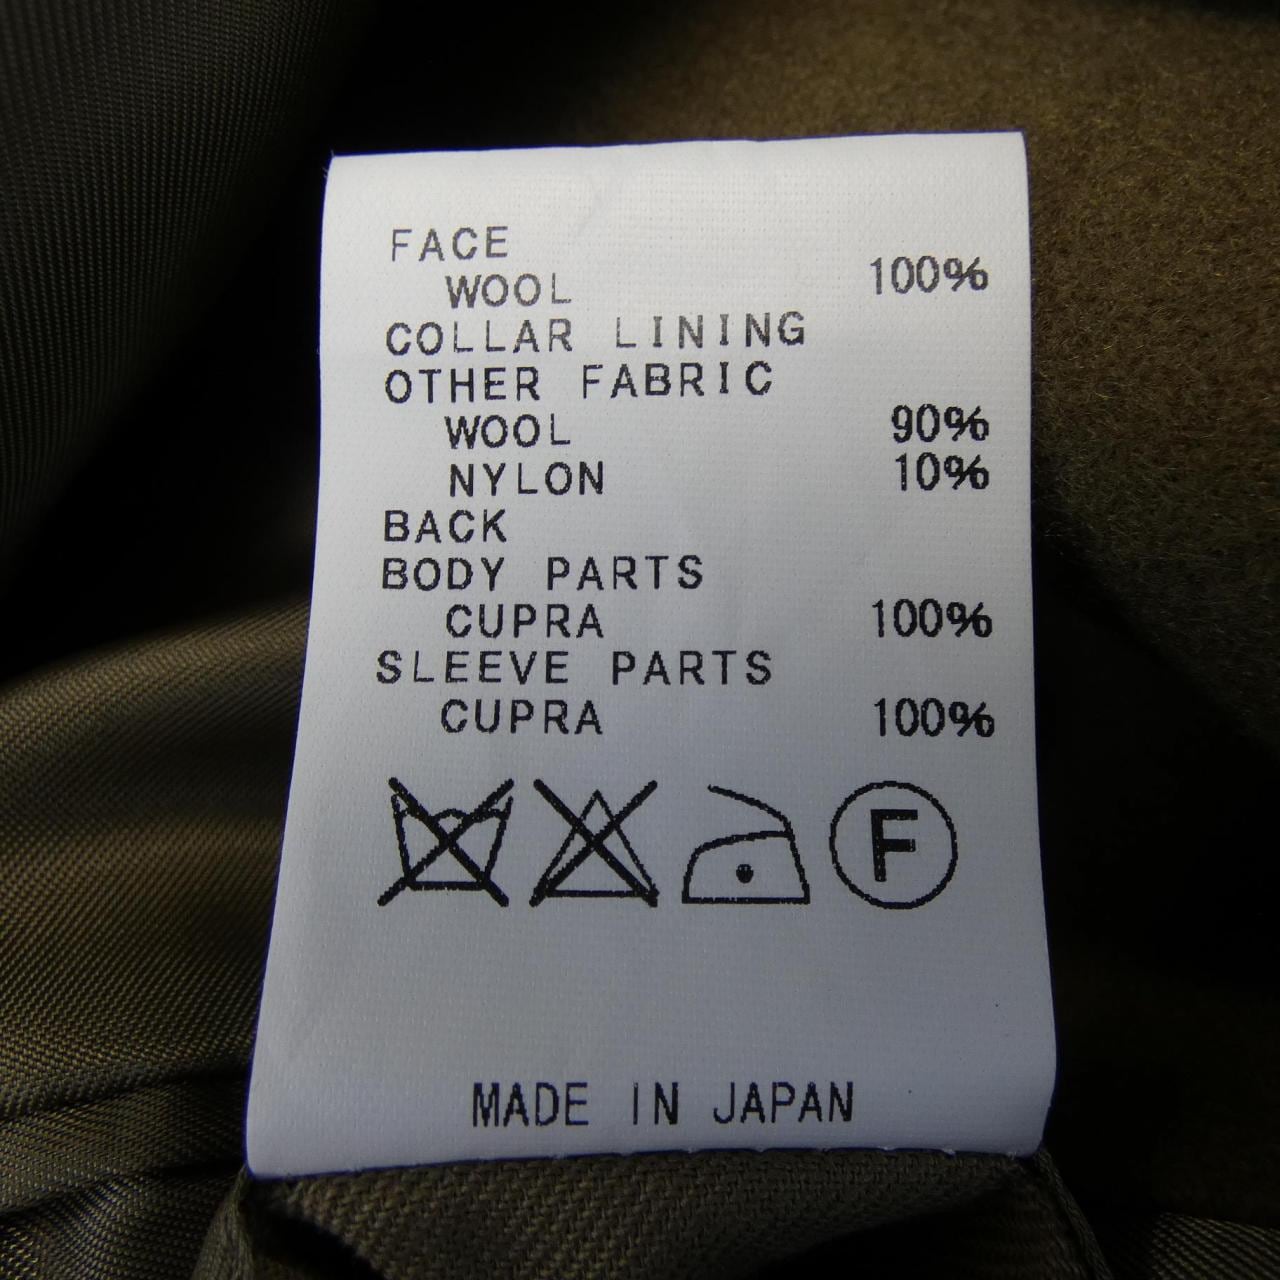 FACE
WOOL 100%
COLLAR LINING
OTHER FABRIC
WOOL 90%
NYLON 10%
BACK
BODY PARTS
CUPRA 100%
SLEEVE PARTS
CUPRA 100%
F
MADE IN JAPAN